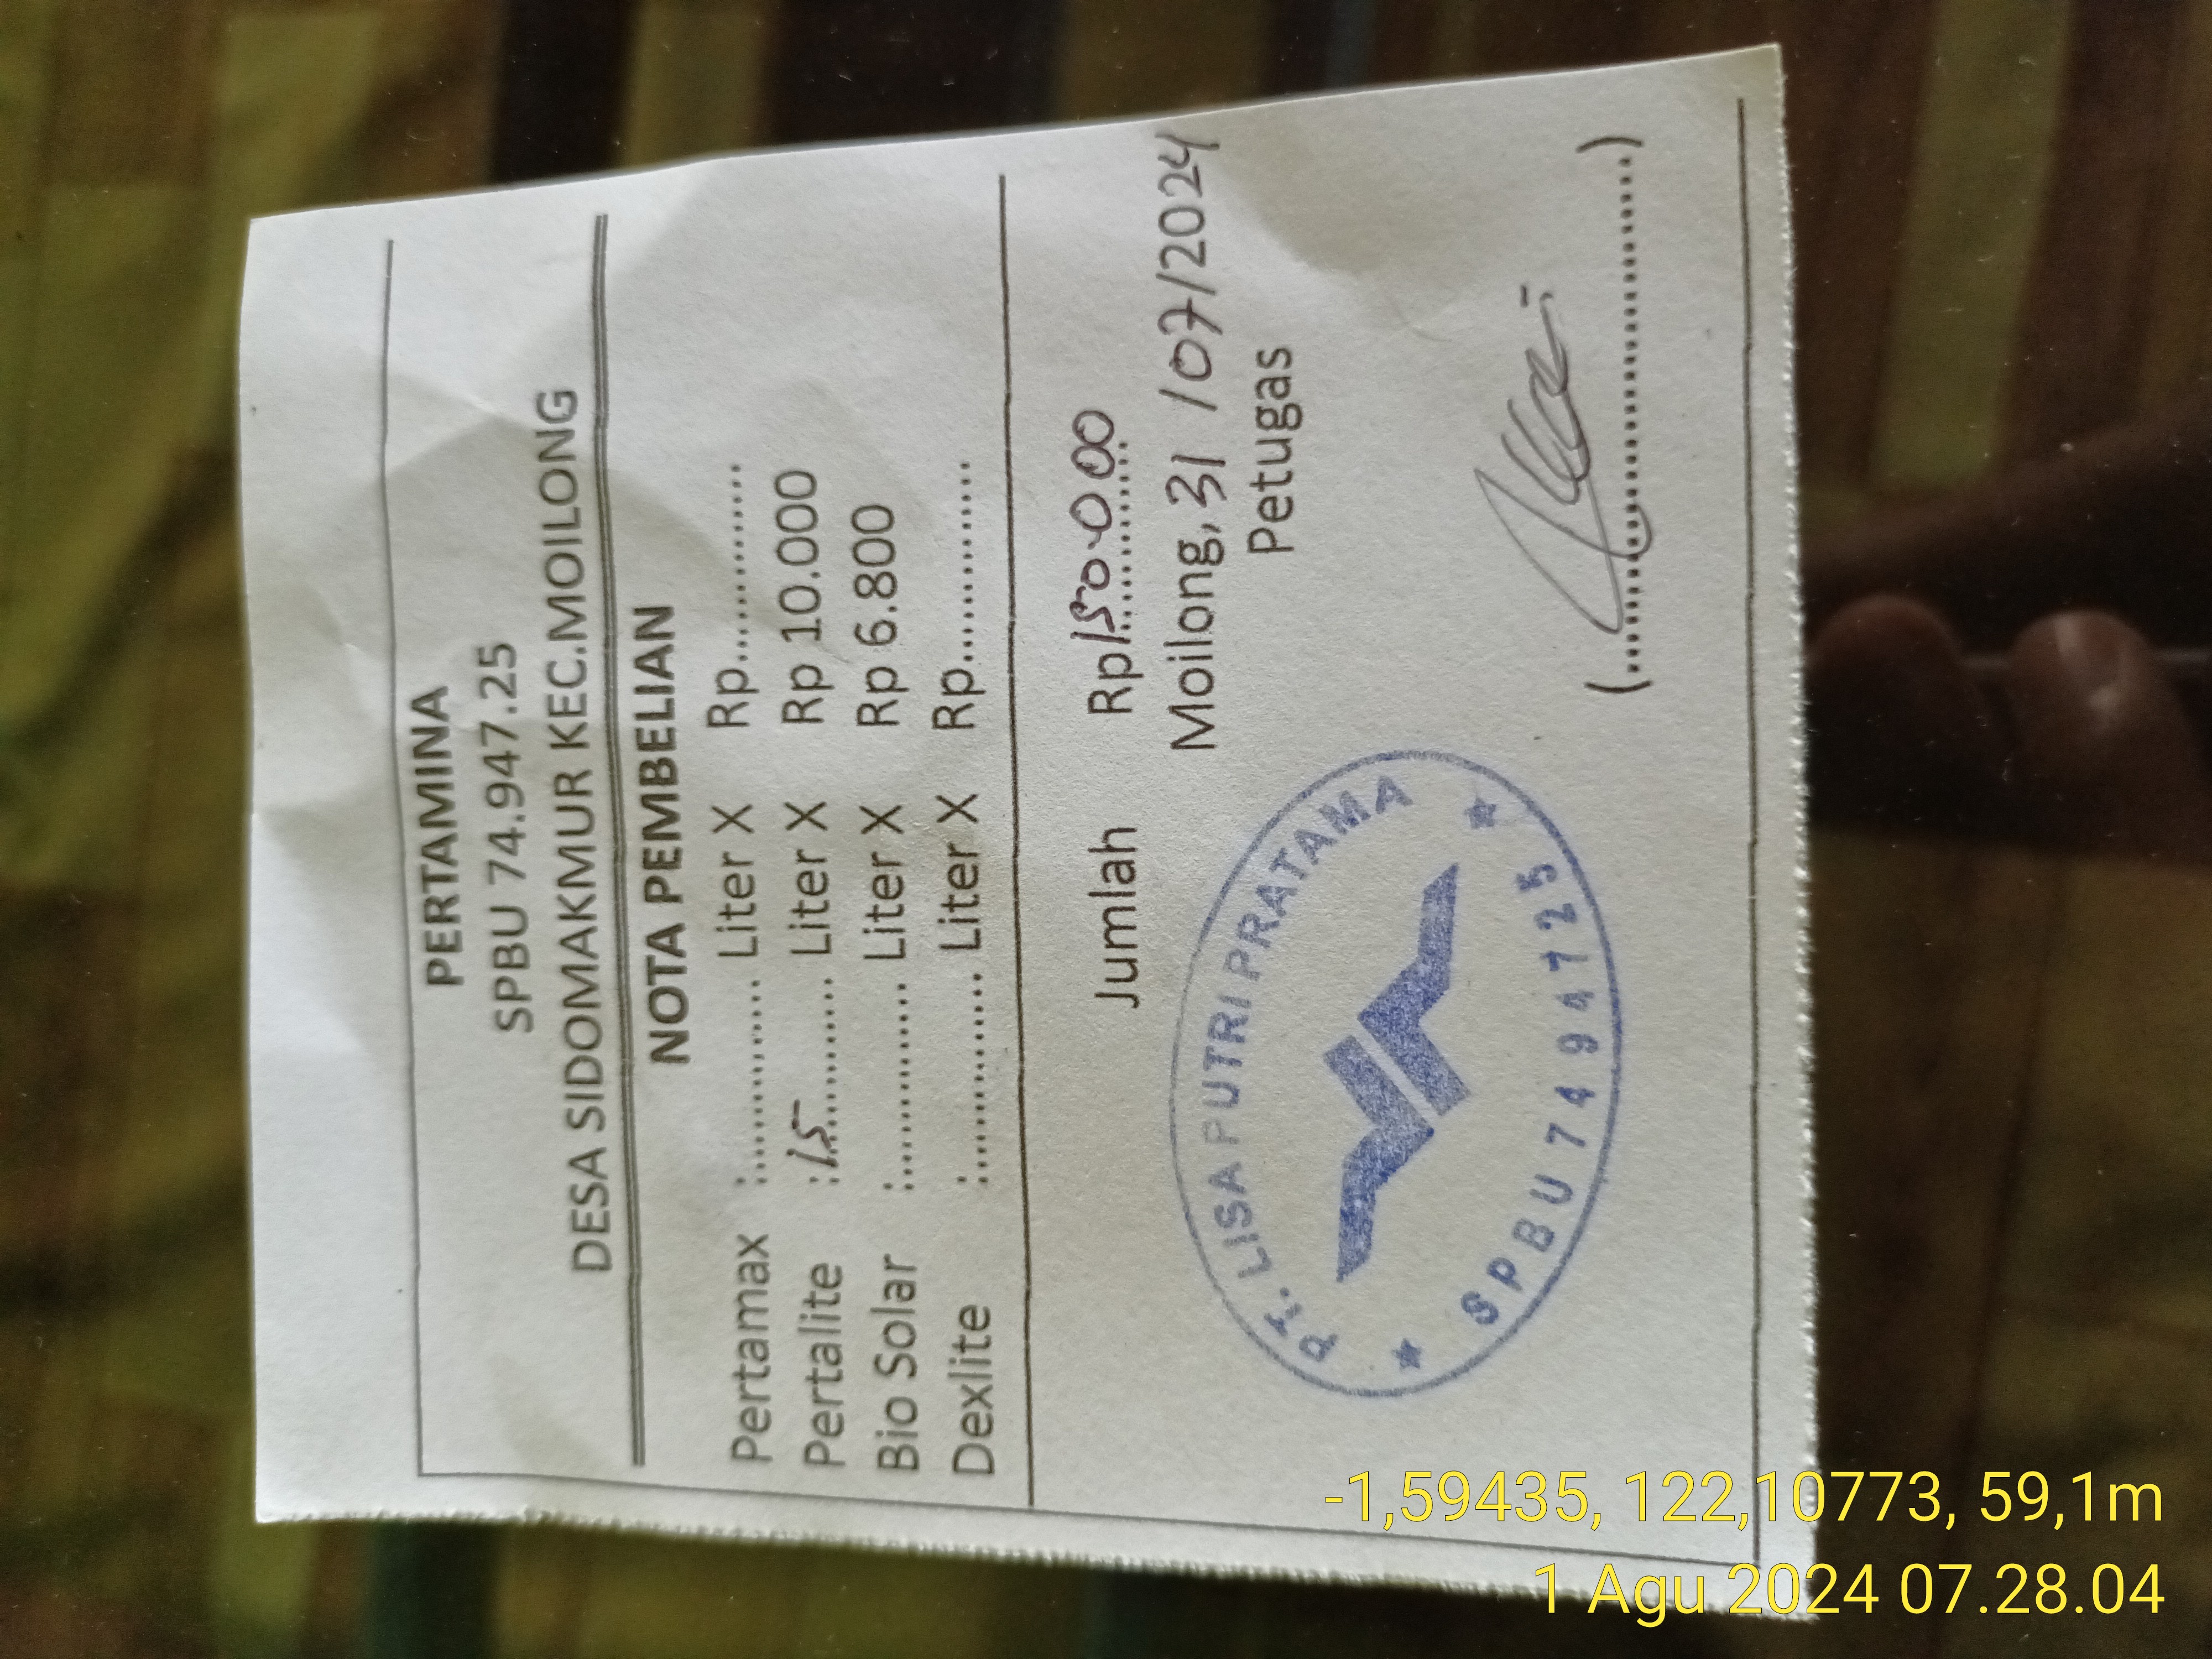 PERTAMINA
SPBU 74.947.25
DESA SIDOMAKMUR KEC.MOILONG
NOTA PEMBELIAN
Pertamax :............... Liter X Rp..............
Pertalite :15............ Liter X Rp 10.000
Bio Solar :............... Liter X Rp 6.800
Dexlite :............... Liter X Rp..............
Jumlah Rp 150.000
Moilong, 31 / 07 / 2024
Petugas
(........................................)
PT. LISA PUTRI PRATAMA
SPBU 7494725
-1,59435, 122,10773, 59,1m
1 Agu 2024 07.28.04